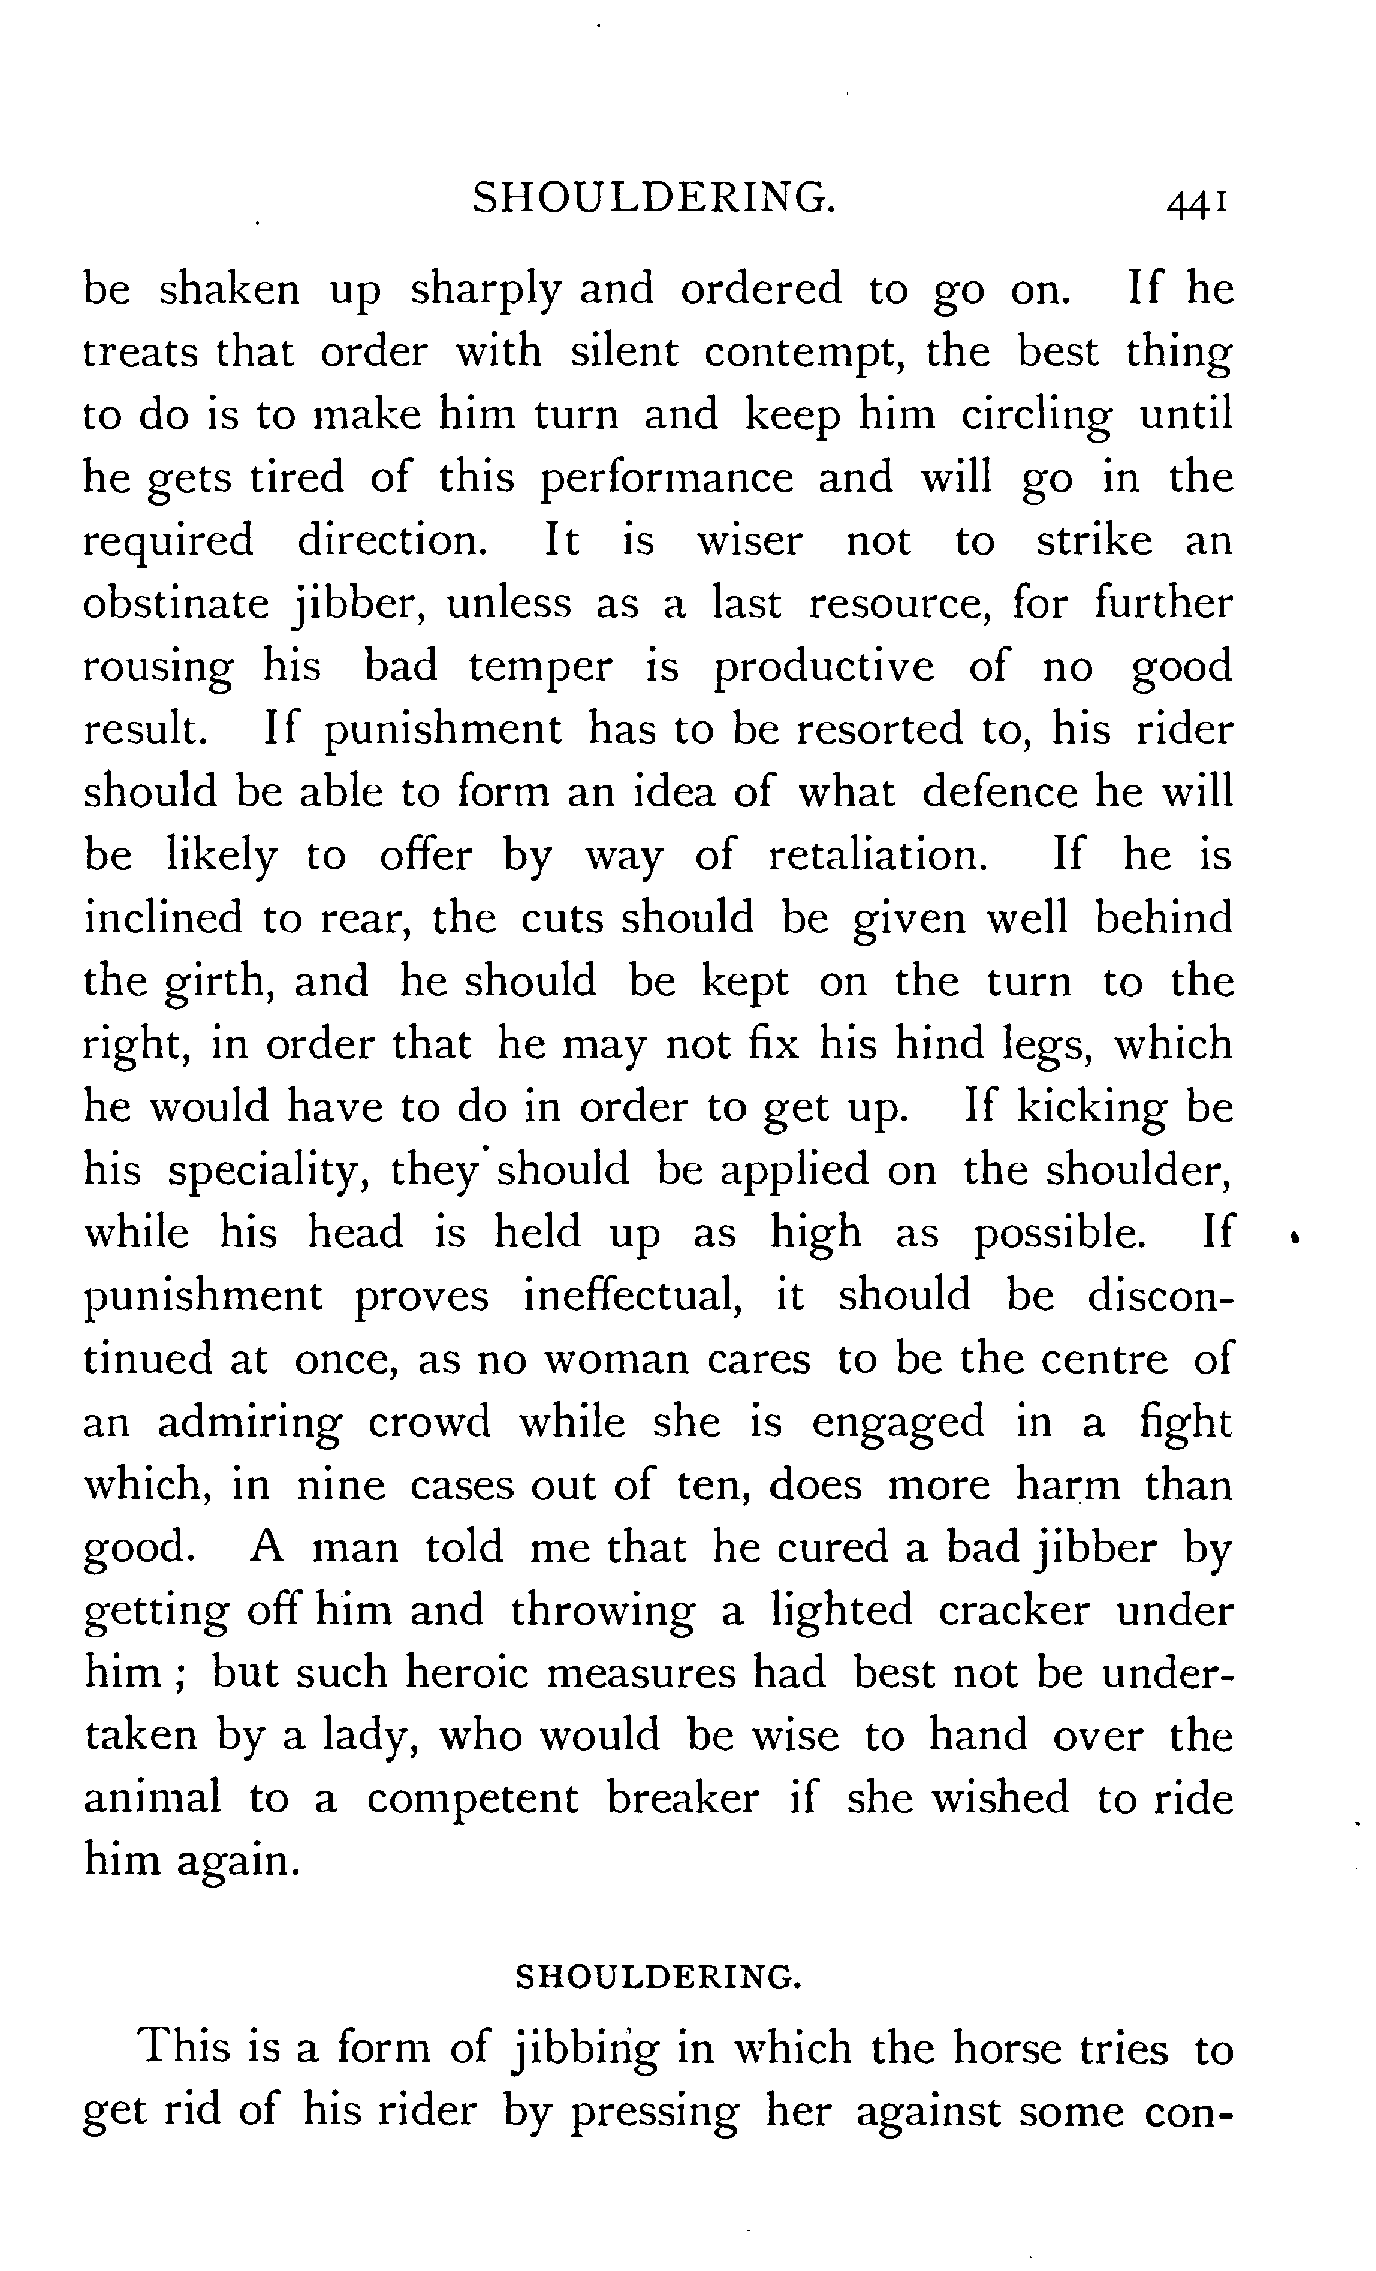 SHOULDERING. 441
be shaken up sharply and ordered to go on. If he
treats that order with silent contempt, the best thing
to do is to make him turn and keep him circling until
he gets tired of this performance and will go in the
required direction. It is wiser not to strike an
obstinate jibber, unless as a last resource, for further
rousing his bad temper is productive of no good
result. If punishment has to be resorted to, his rider
should be able to form an idea of what defence he will
be likely to offer by way of retaliation. If he is
inclined to rear, the cuts should be given well behind
the girth, and he should be kept on the turn to the
right, in order that he may not fix his hind legs, which
he would have to do in order to get up. If kicking be
his speciality, they should be applied on the shoulder,
while his head is held up as high as possible. If
punishment proves ineffectual, it should be discon-
tinued at once, as no woman cares to be the centre of
an admiring crowd while she is engaged in a fight
which, in nine cases out of ten, does more harm than
good. A man told me that he cured a bad jibber by
getting off him and throwing a lighted cracker under
him ; but such heroic measures had best not be under-
taken by a lady, who would be wise to hand over the
animal to a competent breaker if she wished to ride
him again.
SHOULDERING.
This is a form of jibbing in which the horse tries to
get rid of his rider by pressing her against some con-